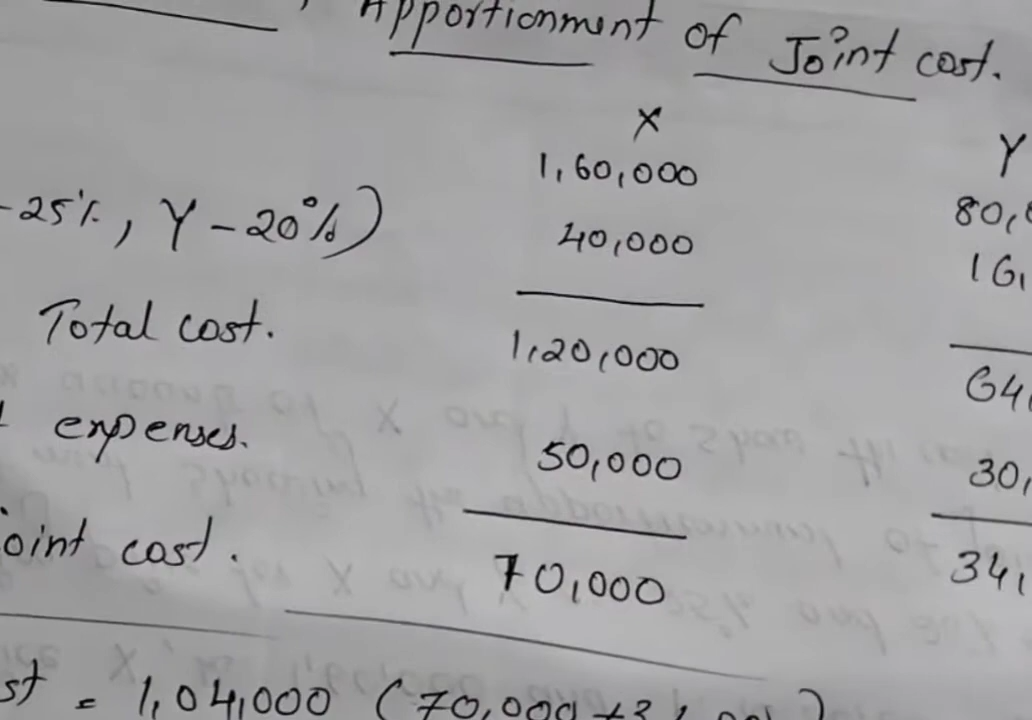 Apportionment of Joint cost.
X Y
1,60,000 80,
-25%, Y-20%) 40,000 16,
Total cost. 1,20,000 64,
expenses. 50,000 30,
oint cost. 70,000 34,
st = 1,04,000 (70,000+3